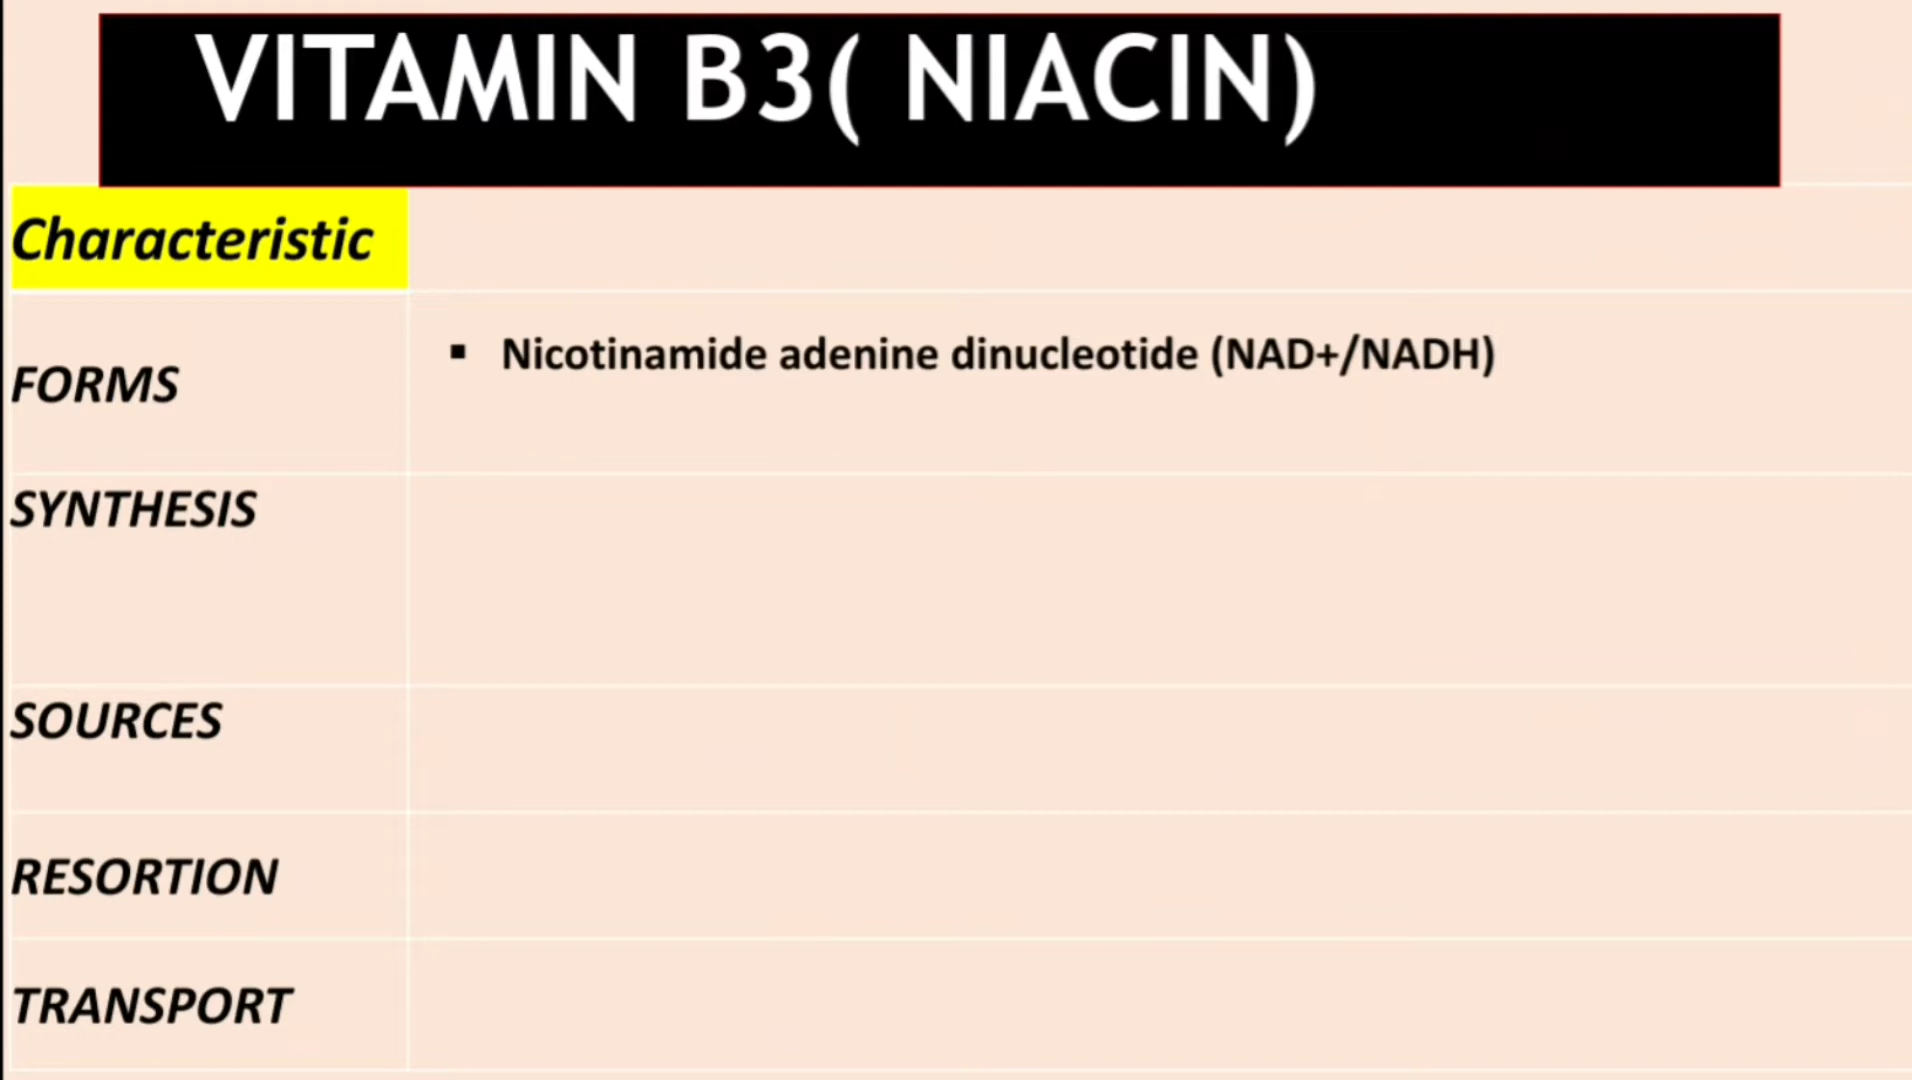 VITAMIN B3( NIACIN)
Characteristic
FORMS
▪ Nicotinamide adenine dinucleotide (NAD+/NADH)
SYNTHESIS
SOURCES
RESORTION
TRANSPORT